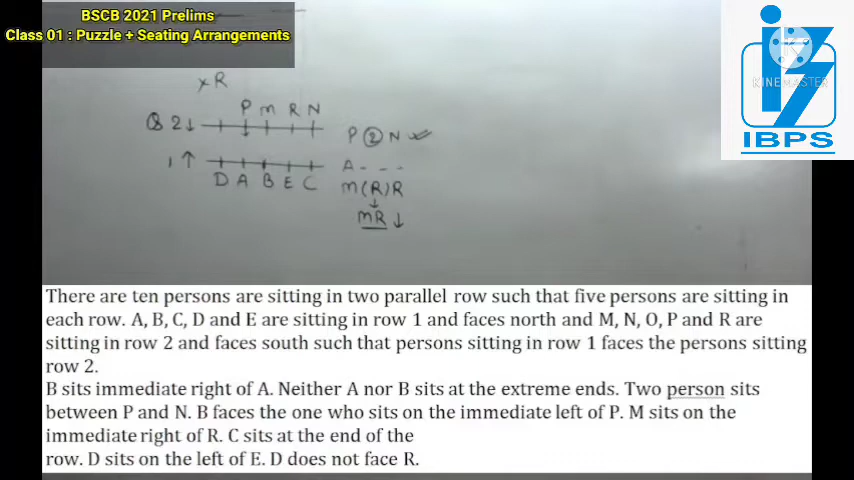 BSCB 2021 Prelims
Class 01 : Puzzle + Seating Arrangements
KINEMASTER
IBPS
× R
P M R N
2 ↓
P ② N ✓
1 ↑
A - - -
D A B E C
M(R)R
↓
MR ↓
There are ten persons are sitting in two parallel row such that five persons are sitting in
each row. A, B, C, D and E are sitting in row 1 and faces north and M, N, O, P and R are
sitting in row 2 and faces south such that persons sitting in row 1 faces the persons sitting
row 2.
B sits immediate right of A. Neither A nor B sits at the extreme ends. Two person sits
between P and N. B faces the one who sits on the immediate left of P. M sits on the
immediate right of R. C sits at the end of the
row. D sits on the left of E. D does not face R.